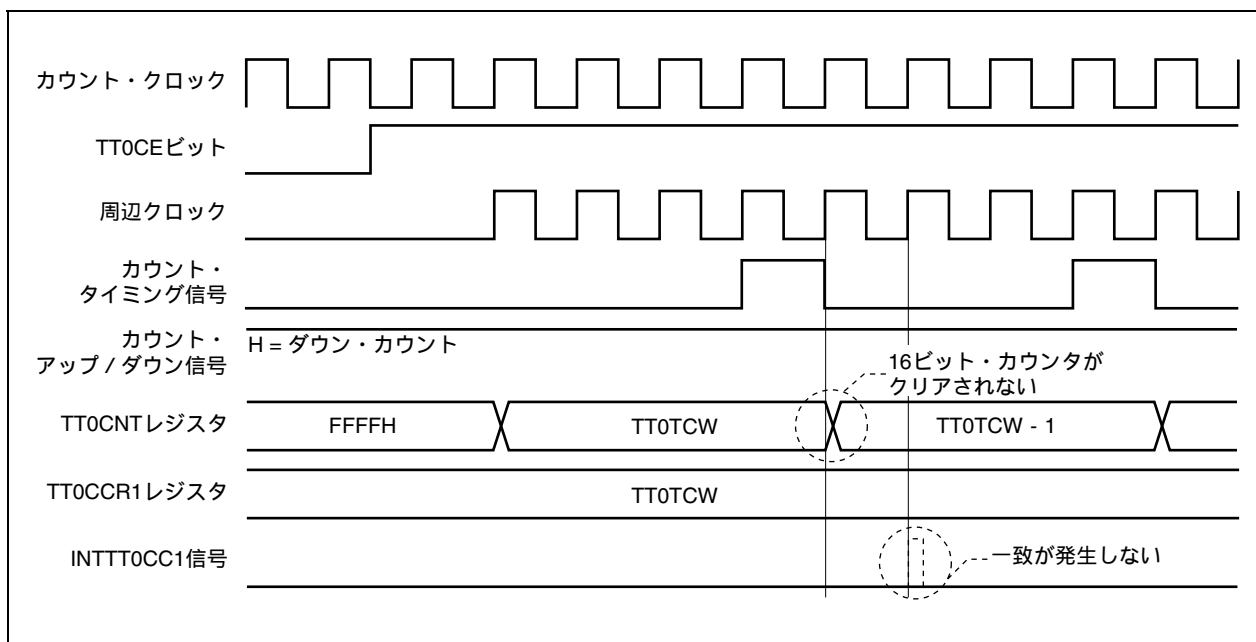 カウント・クロック
TT0CEビット
周辺クロック
カウント・
タイミング信号
カウント・
アップ / ダウン信号
H = ダウン・カウント
16ビット・カウンタが
クリアされない
TT0CNTレジスタ
FFFFH
TT0TCW
TT0TCW - 1
TT0CCR1レジスタ
TT0TCW
INTTT0CC1信号
一致が発生しない